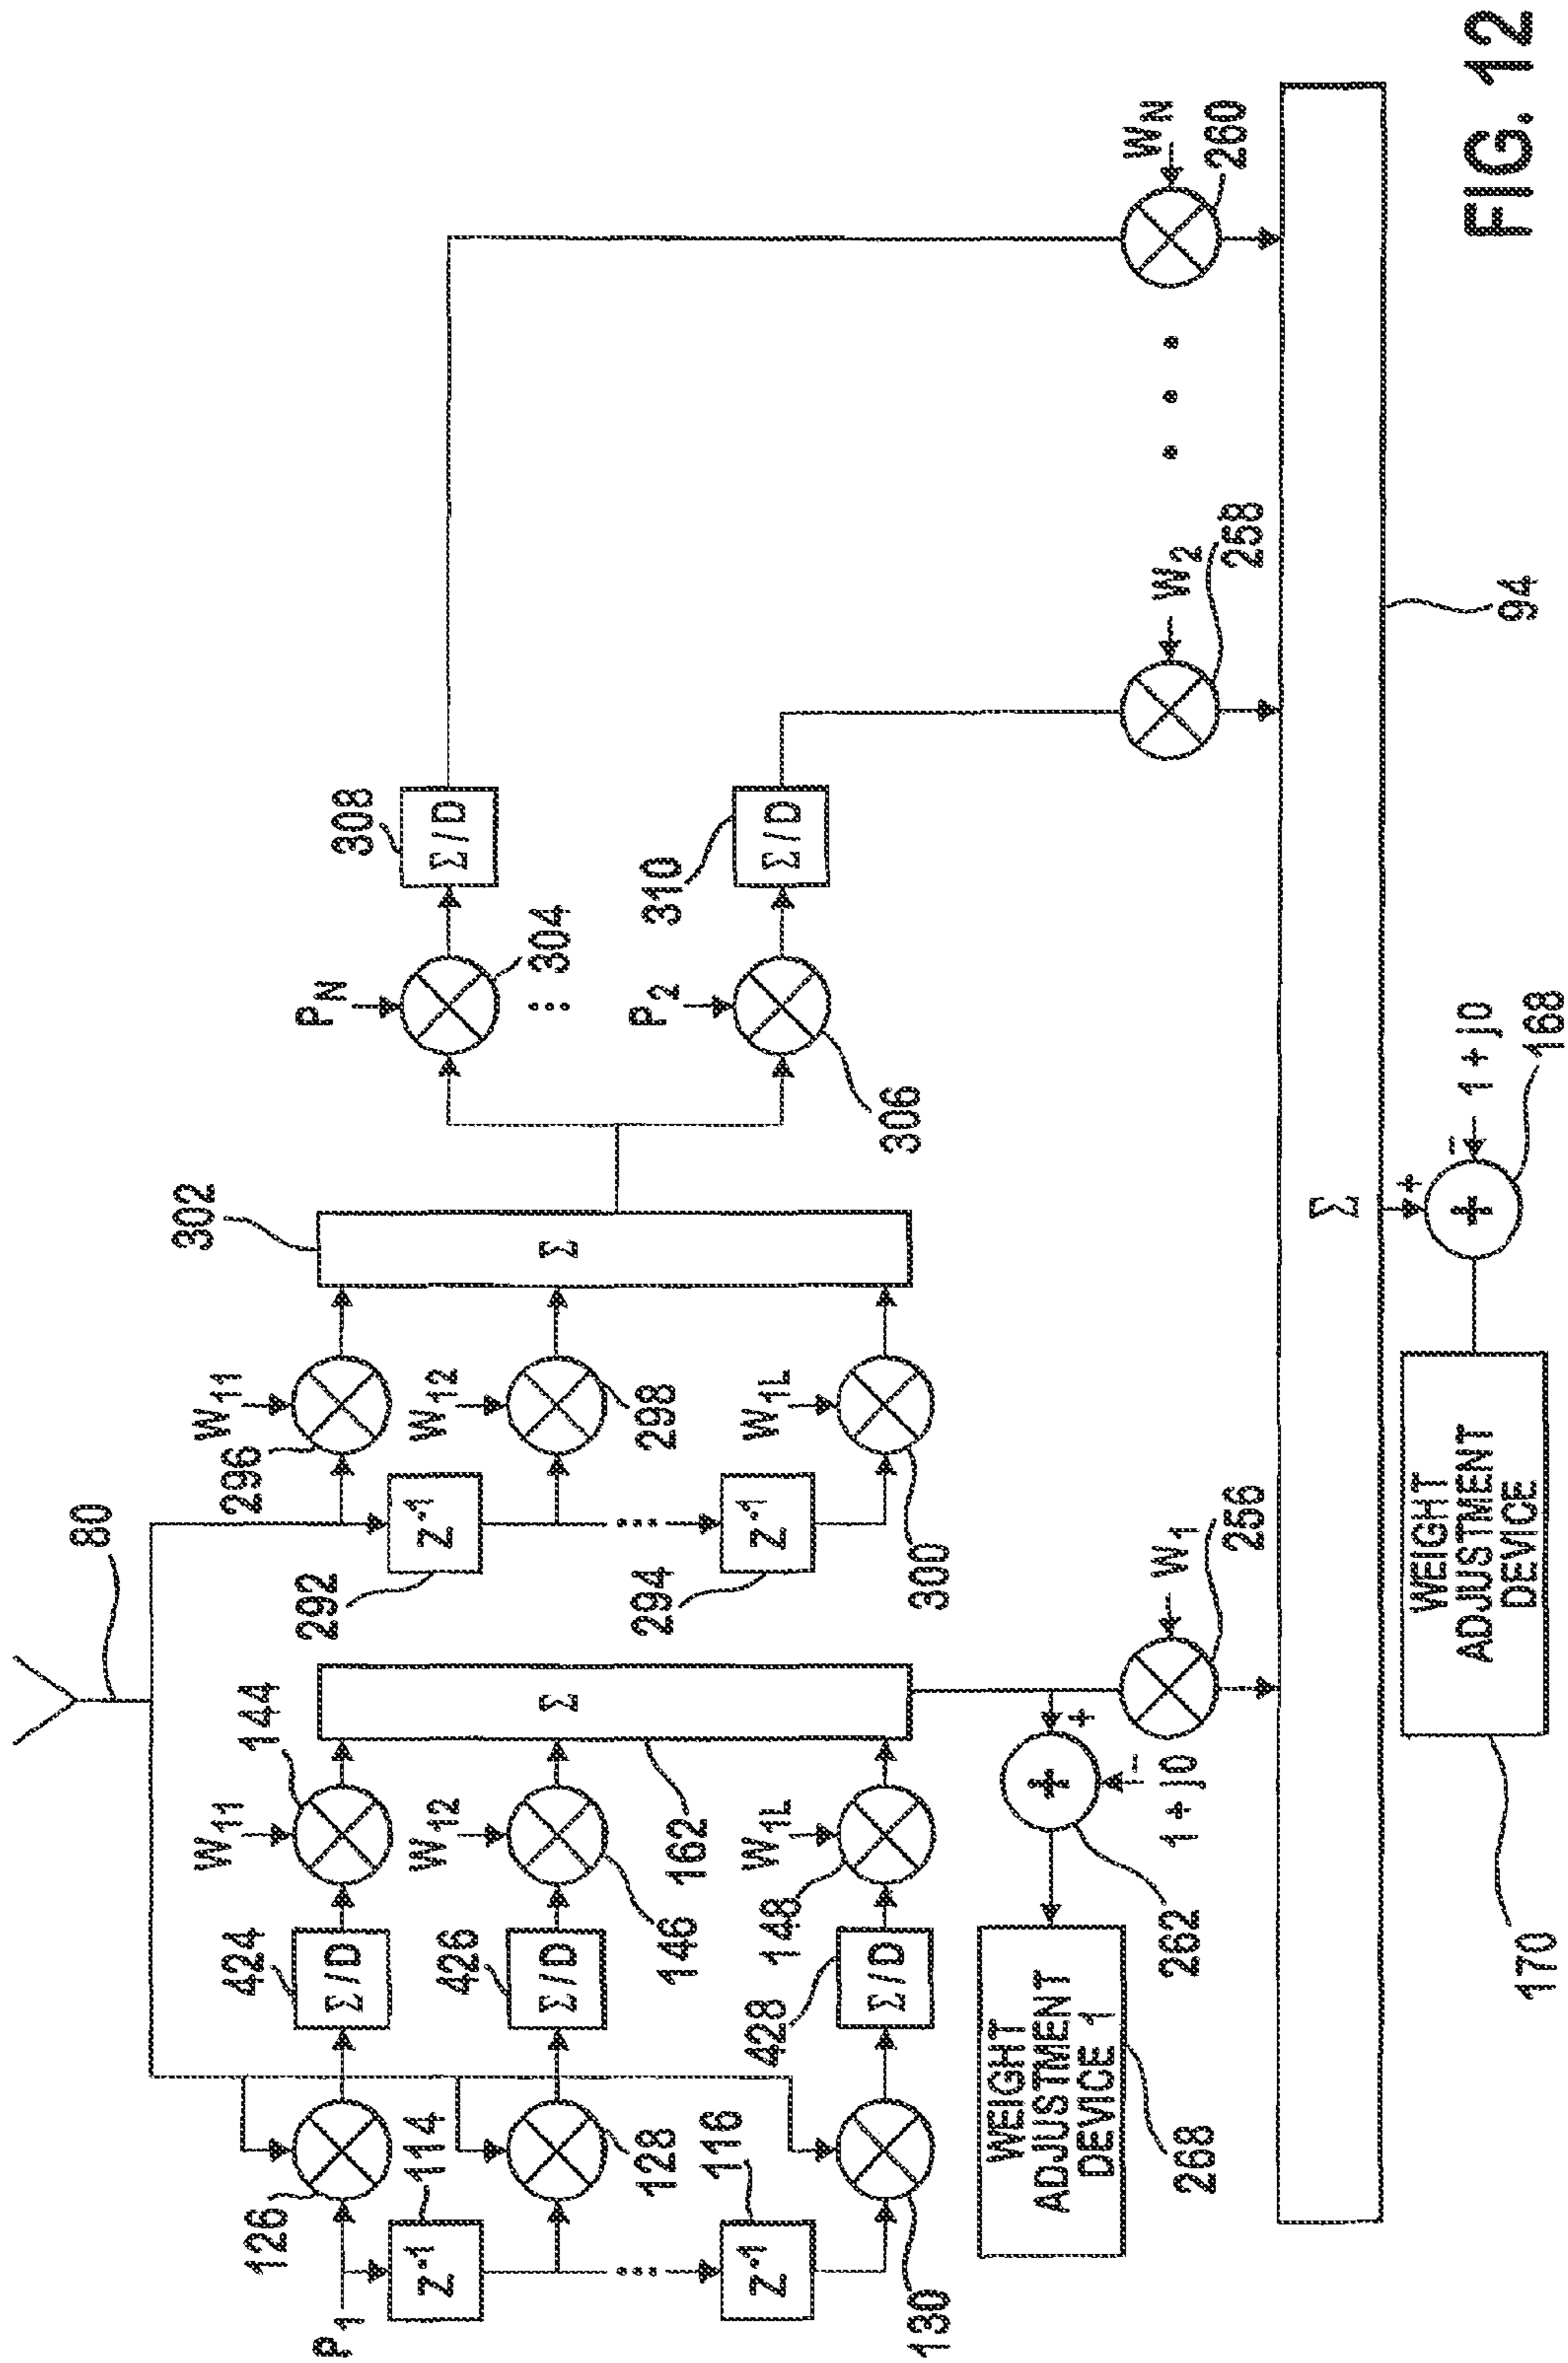 80
W11
144
424
Σ/D
126
P1
114
Z-1
W12
146
426
Σ/D
128
116
Z-1
W1L
148
428
Σ/D
130
Σ
162
W11
296
292
Z-1
W12
298
294
Z-1
W1L
300
302
Σ
PN
304
308
Σ/D
⋮
P2
306
310
Σ/D
+
+
-
1 + j0
262
WEIGHT
ADJUSTMENT
DEVICE 1
268
W1
256
W2
258
• • •
WN
260
Σ
94
+
+
-
1 + j0
168
WEIGHT
ADJUSTMENT
DEVICE
170
FIG. 12